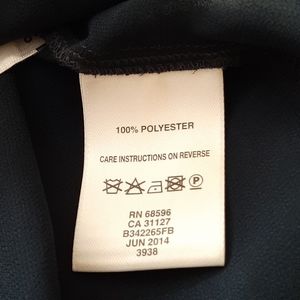 100% POLYESTER
CARE INSTRUCTIONS ON REVERSE
RN 68596
CA 31127
B342265FB
JUN 2014
3938